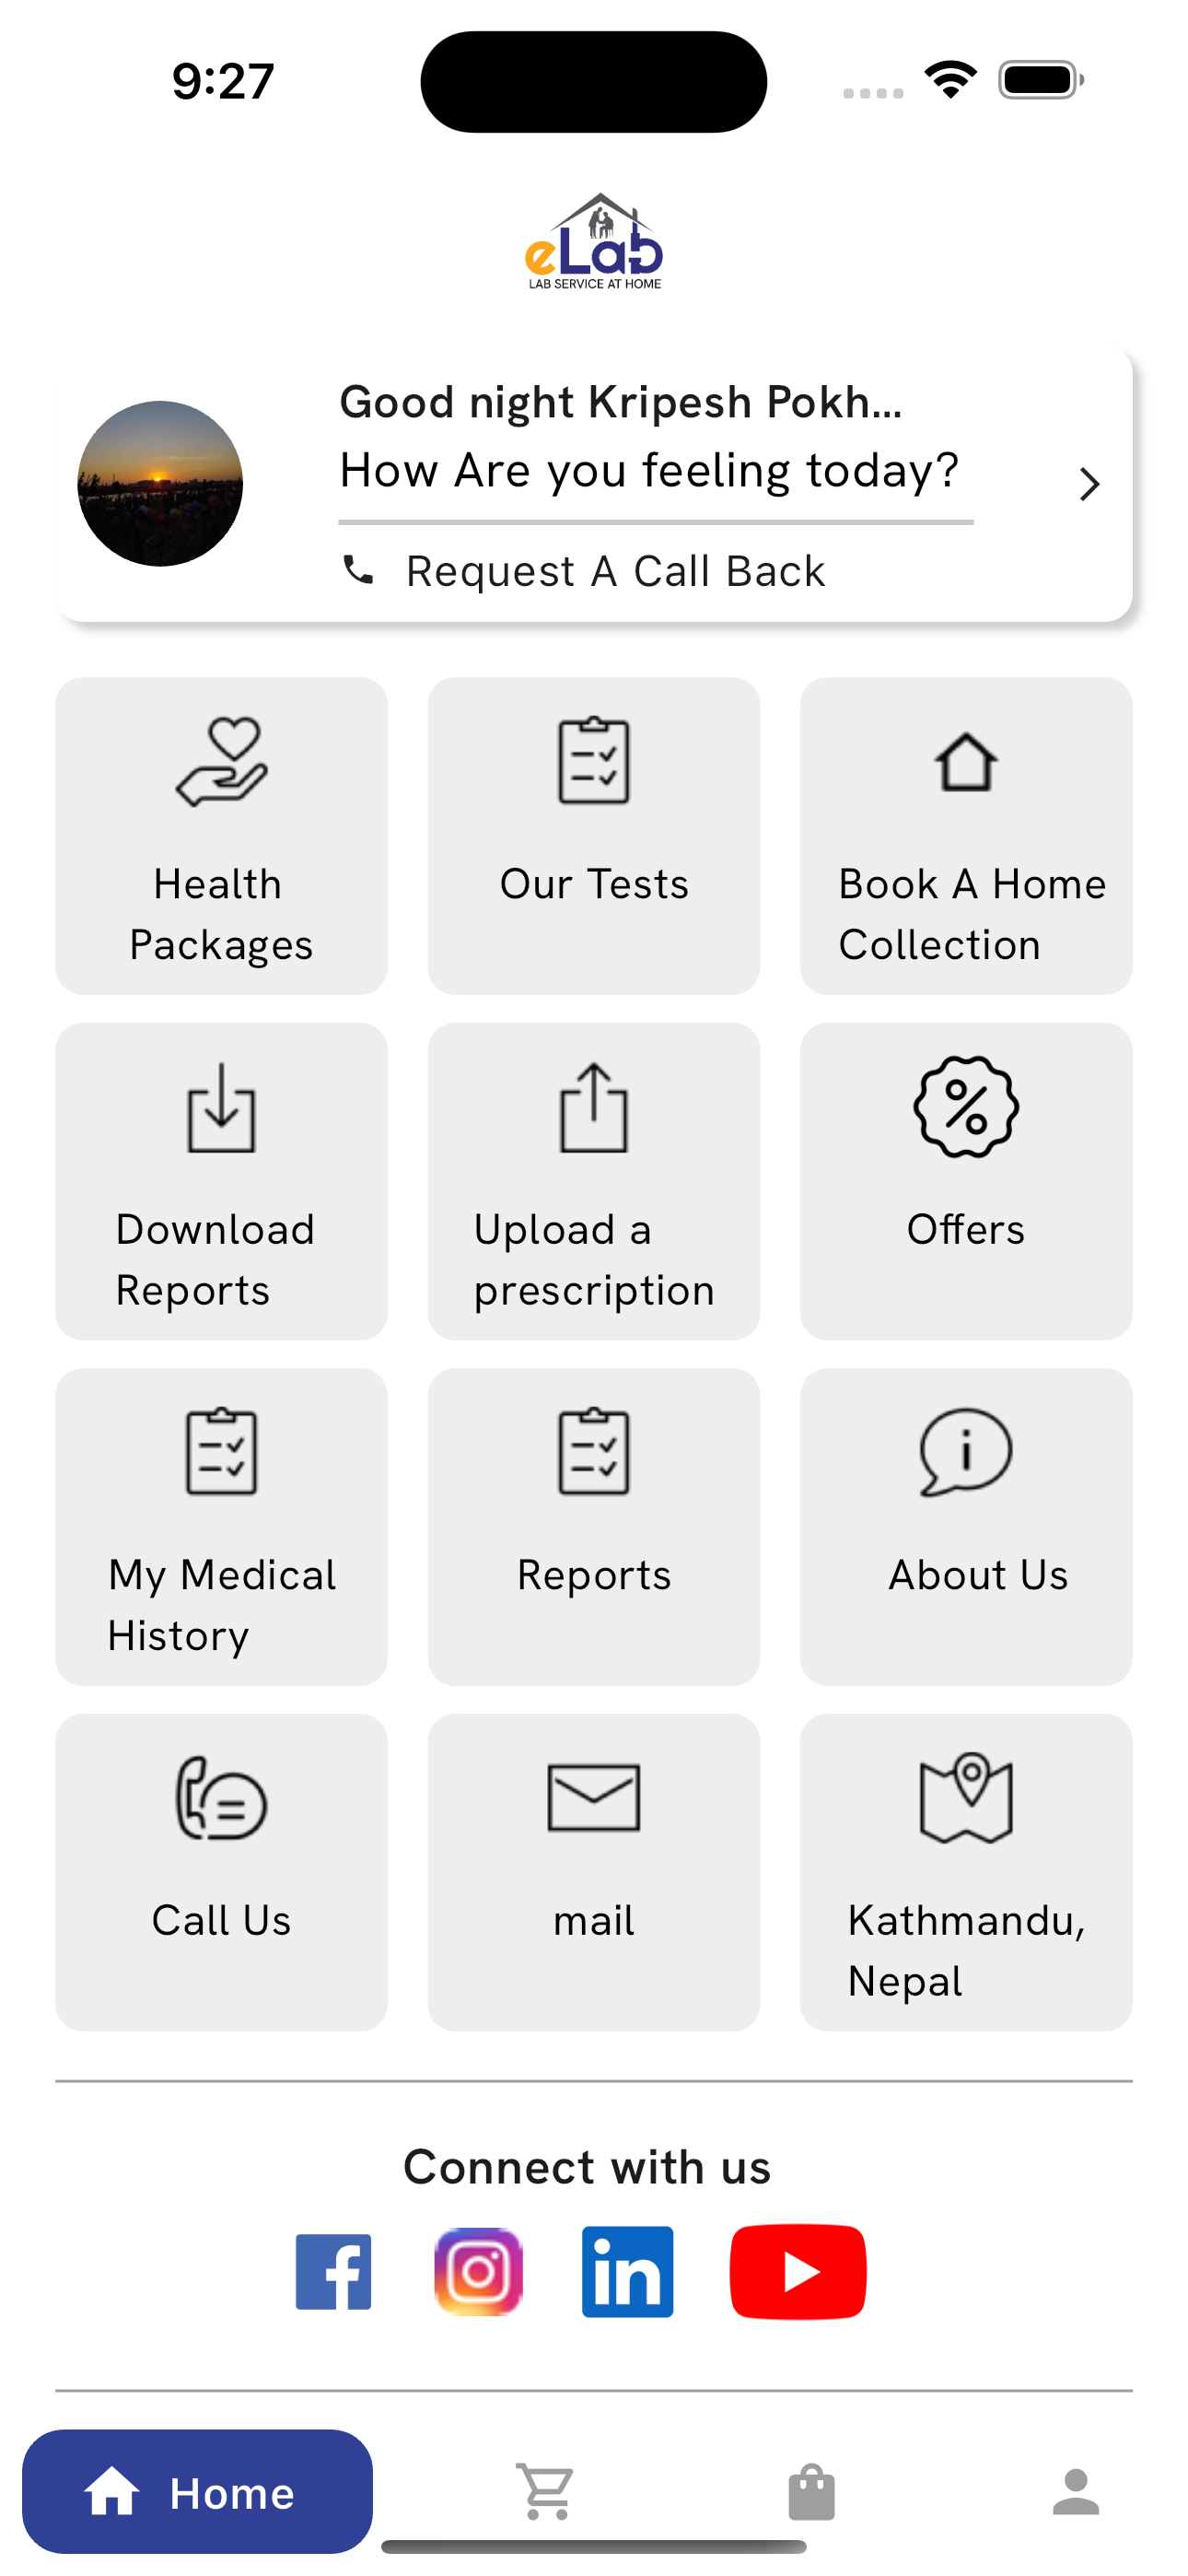 9:27
eLab
LAB SERVICE AT HOME
Good night Kripesh Pokh...
How Are you feeling today?
Request A Call Back
Health
Packages
Our Tests
Book A Home
Collection
Download
Reports
Upload a
prescription
Offers
My Medical
History
Reports
About Us
Call Us
mail
Kathmandu,
Nepal
Connect with us
Home